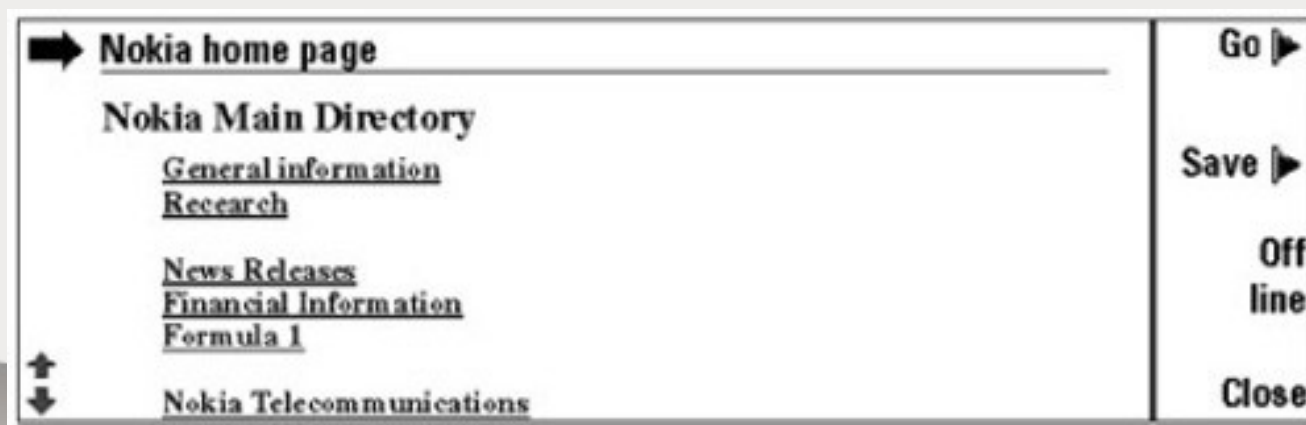 Nokia home page
Nokia Main Directory
General information
Recearch
News Releases
Financial Information
Formula 1
Nokia Telecommunications
Go
Save
Off
line
Close